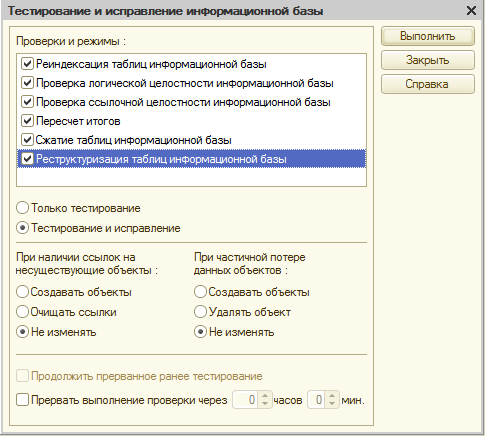 Тестирование и исправление информационной базы
Проверки и режимы :
Выполнить
Закрыть
Справка
Реиндексация таблиц информационной базы
Проверка логической целостности информационной базы
Проверка ссылочной целостности информационной базы
Пересчет итогов
Сжатие таблиц информационной базы
Реструктуризация таблиц информационной базы
Только тестирование
Тестирование и исправление
При наличии ссылок на
несуществующие объекты :
Создавать объекты
Очищать ссылки
Не изменять
При частичной потере
данных объектов :
Создавать объекты
Удалять объект
Не изменять
Продолжить прерванное ранее тестирование
Прервать выполнение проверки через 0 часов 0 мин.